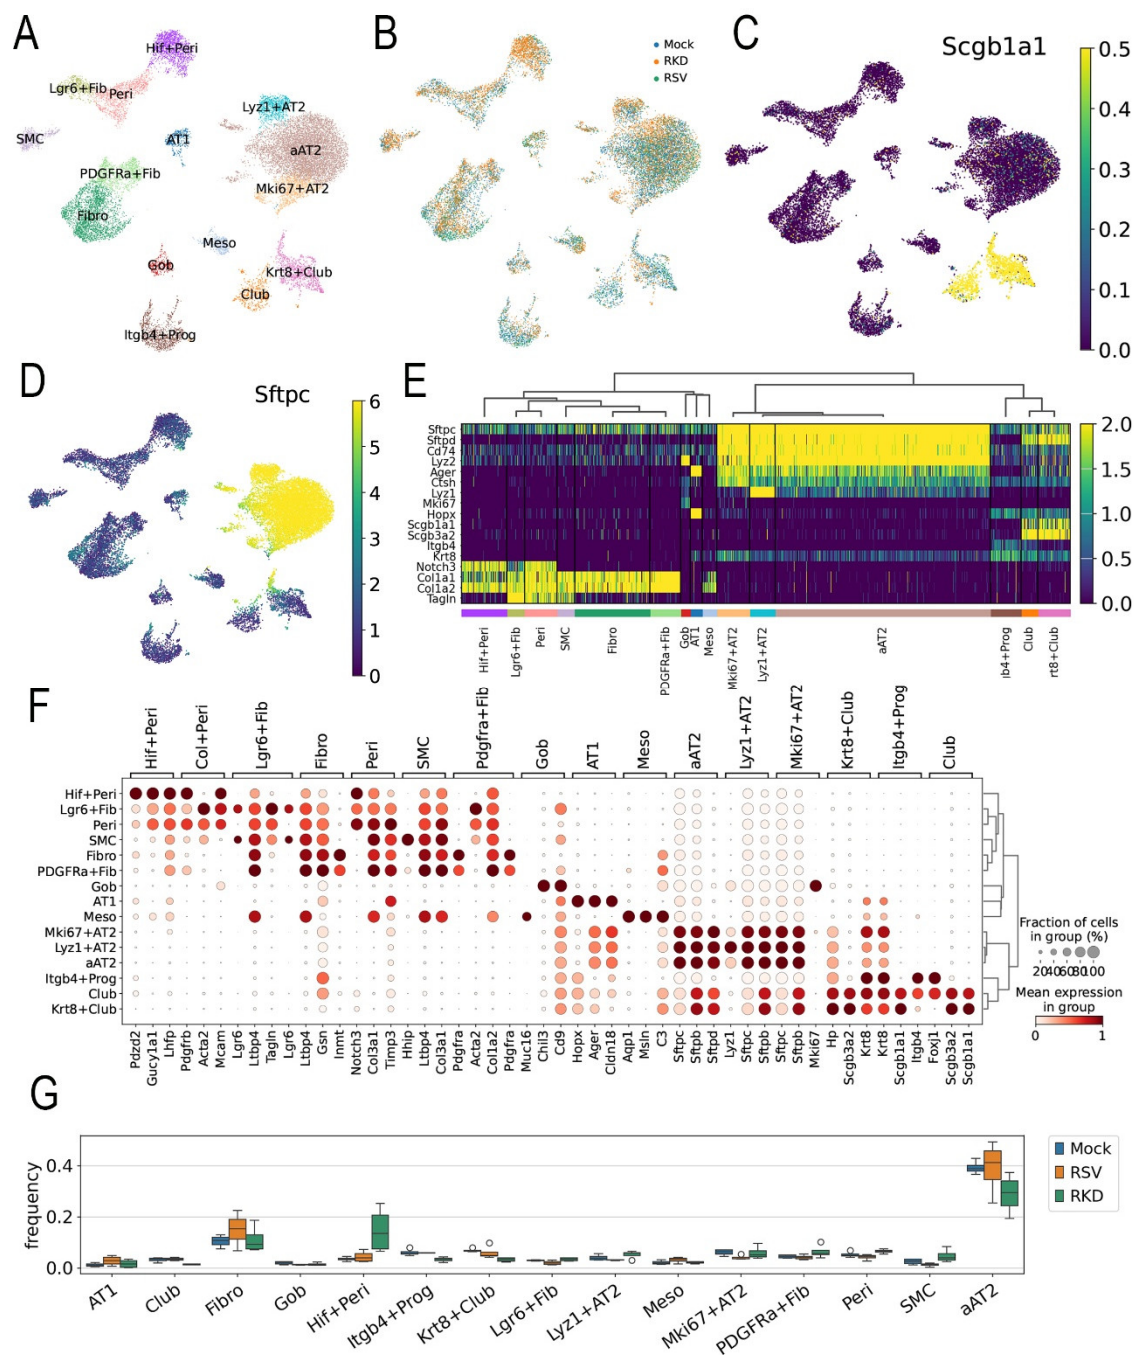 A
Hif+Peri
Lgr6+Fib
Peri
Lyz1+AT2
SMC
AT1
aAT2
PDGFRa+Fib
Mki67+AT2
Fibro
Meso
Gob
Krt8+Club
Club
Itgb4+Prog
B
Mock
RKD
RSV
C
Scgb1a1
0.5
0.4
0.3
0.2
0.1
0.0
D
Sftpc
6
5
4
3
2
1
0
E
Sftpc
Sftpd
Cd74
Lyz2
Ager
Ctsh
Lyz1
Mki67
Hopx
Scgb1a1
Scgb3a2
Itgb4
Krt8
Notch3
Col1a1
Col1a2
Tagln
2.0
1.5
1.0
0.5
0.0
Hif+Peri
Lgr6+Fib
Peri
SMC
Fibro
PDGFRa+Fib
Gob
AT1
Meso
Mki67+AT2
Lyz1+AT2
aAT2
gb4+Prog
Club
rt8+Club
F
Hif+Peri
Col+Peri
Lgr6+Fib
Fibro
Peri
SMC
Pdgfra+Fib
Gob
AT1
Meso
aAT2
Lyz1+AT2
Mki67+AT2
Krt8+Club
Itgb4+Prog
Club
Hif+Peri
Lgr6+Fib
Peri
SMC
Fibro
PDGFRa+Fib
Gob
AT1
Meso
Mki67+AT2
Lyz1+AT2
aAT2
Itgb4+Prog
Club
Krt8+Club
Fraction of cells
in group (%)
20 40 60 80 100
Mean expression
in group
0 1
Pdzd2
Gucy1a1
Lhfp
Pdgfrb
Acta2
Mcam
Lgr6
Ltbp4
Tagln
Lgr6
Ltbp4
Gsn
Inmt
Notch3
Col3a1
Timp3
Hhip
Ltbp4
Col3a1
Pdgfra
Acta2
Col1a2
Pdgfra
Muc16
Chil3
Cd9
Hopx
Ager
Cldn18
Aqp1
Msln
C3
Sftpc
Sftpb
Sftpd
Lyz1
Sftpc
Sftpb
Sftpc
Sftpb
Mki67
Hp
Scgb3a2
Krt8
Krt8
Scgb1a1
Itgb4
Foxj1
Scgb3a2
Scgb1a1
G
frequency
0.4
0.2
0.0
Mock
RSV
RKD
AT1
Club
Fibro
Gob
Hif+Peri
Itgb4+Prog
Krt8+Club
Lgr6+Fib
Lyz1+AT2
Meso
Mki67+AT2
PDGFRa+Fib
Peri
SMC
aAT2